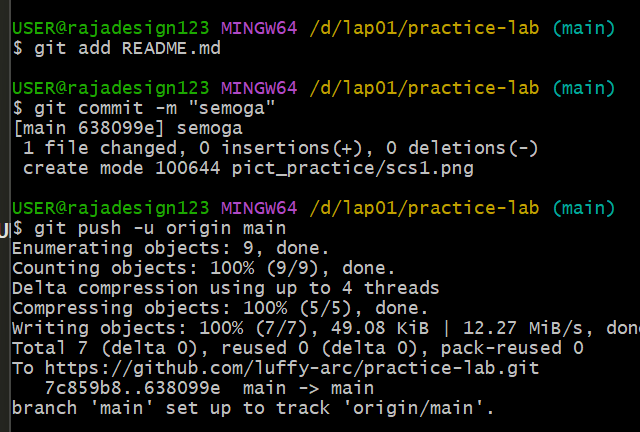 USER@rajadesign123 MINGW64 /d/lap01/practice-lab (main)
$ git add README.md
USER@rajadesign123 MINGW64 /d/lap01/practice-lab (main)
$ git commit -m "semoga"
[main 638099e] semoga
1 file changed, 0 insertions(+), 0 deletions(-)
create mode 100644 pict_practice/scs1.png
USER@rajadesign123 MINGW64 /d/lap01/practice-lab (main)
$ git push -u origin main
Enumerating objects: 9, done.
Counting objects: 100% (9/9), done.
Delta compression using up to 4 threads
Compressing objects: 100% (5/5), done.
Writing objects: 100% (7/7), 49.08 KiB | 12.27 MiB/s, don
Total 7 (delta 0), reused 0 (delta 0), pack-reused 0
To https://github.com/luffy-arc/practice-lab.git
7c859b8..638099e main -> main
branch 'main' set up to track 'origin/main'.